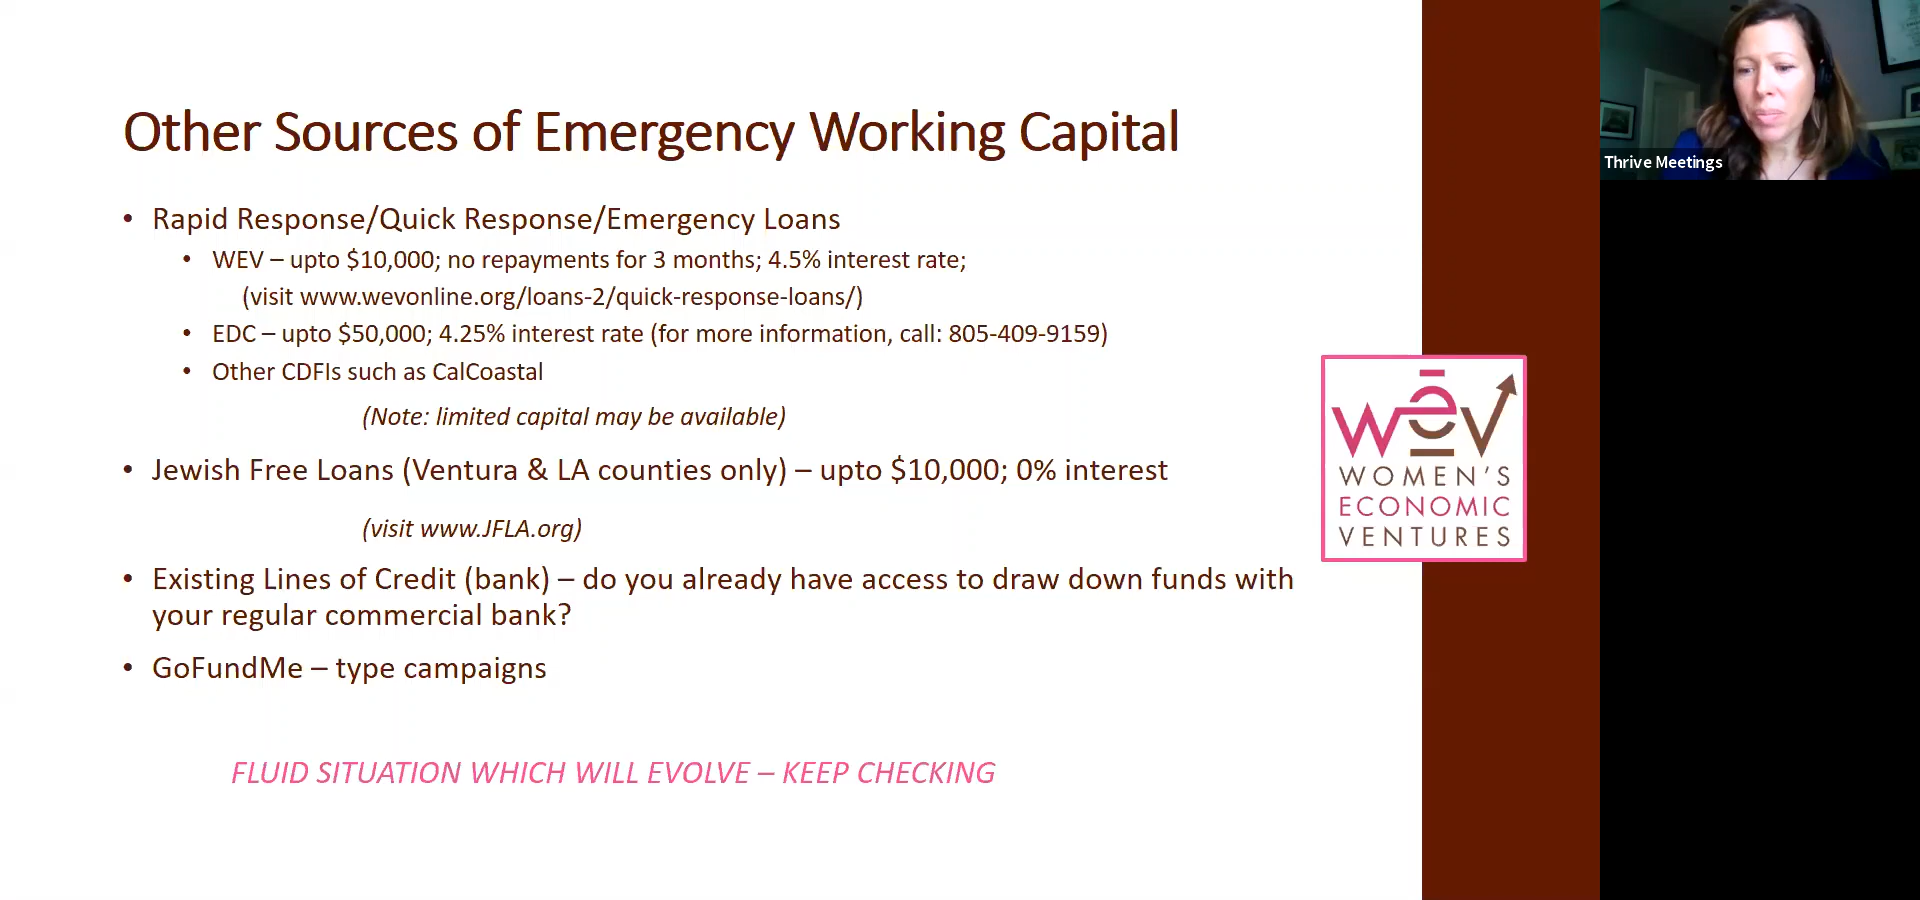 Other Sources of Emergency Working Capital
• Rapid Response/Quick Response/Emergency Loans
• WEV – upto $10,000; no repayments for 3 months; 4.5% interest rate;
(visit www.wevonline.org/loans-2/quick-response-loans/)
• EDC – upto $50,000; 4.25% interest rate (for more information, call: 805-409-9159)
• Other CDFIs such as CalCoastal
(Note: limited capital may be available)
• Jewish Free Loans (Ventura & LA counties only) – upto $10,000; 0% interest
(visit www.JFLA.org)
• Existing Lines of Credit (bank) – do you already have access to draw down funds with
your regular commercial bank?
• GoFundMe – type campaigns
FLUID SITUATION WHICH WILL EVOLVE – KEEP CHECKING
wēv
WOMEN'S
ECONOMIC
VENTURES
Thrive Meetings